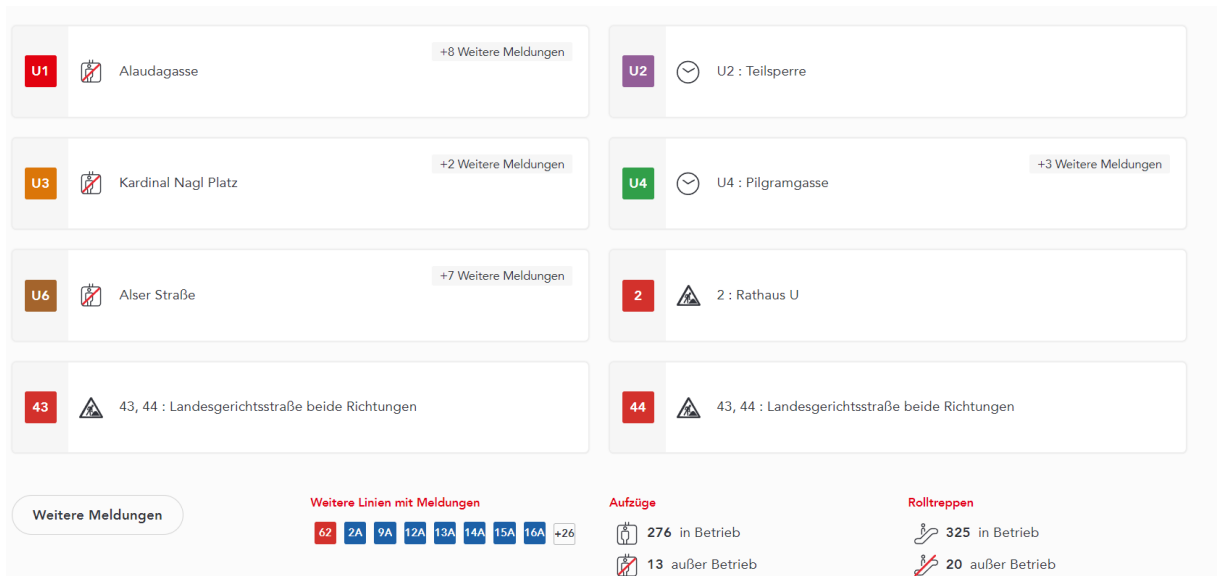 U1 Alaudagasse +8 Weitere Meldungen
U2 U2 : Teilsperre
U3 Kardinal Nagl Platz +2 Weitere Meldungen
U4 U4 : Pilgramgasse +3 Weitere Meldungen
U6 Alser Straße +7 Weitere Meldungen
2 2 : Rathaus U
43 43, 44 : Landesgerichtsstraße beide Richtungen
44 43, 44 : Landesgerichtsstraße beide Richtungen
Weitere Meldungen
Weitere Linien mit Meldungen
62 2A 9A 12A 13A 14A 15A 16A +26
Aufzüge
276 in Betrieb
13 außer Betrieb
Rolltreppen
325 in Betrieb
20 außer Betrieb